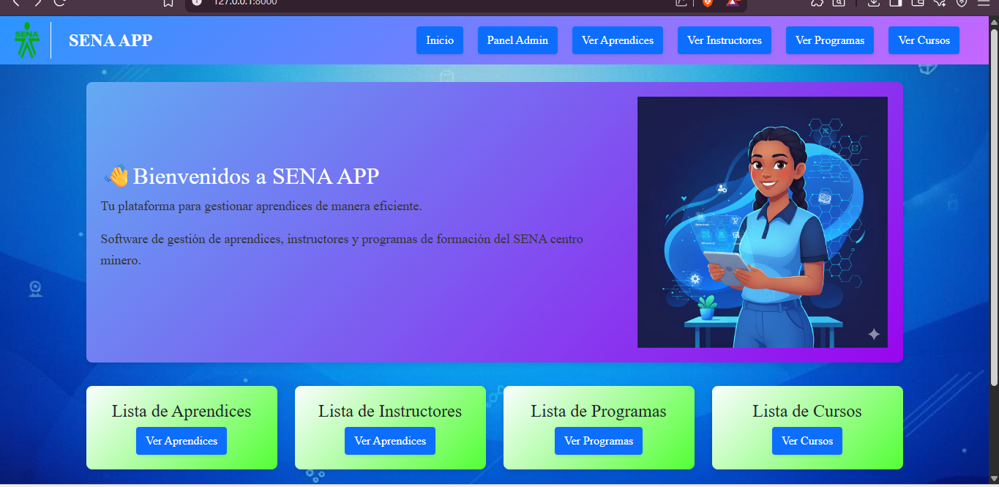 127.0.0.1:8000
SENA
SENA APP
Inicio
Panel Admin
Ver Aprendices
Ver Instructores
Ver Programas
Ver Cursos
👋Bienvenidos a SENA APP
Tu plataforma para gestionar aprendices de manera eficiente.
Software de gestión de aprendices, instructores y programas de formación del SENA centro
minero.
Lista de Aprendices
Ver Aprendices
Lista de Instructores
Ver Aprendices
Lista de Programas
Ver Programas
Lista de Cursos
Ver Cursos